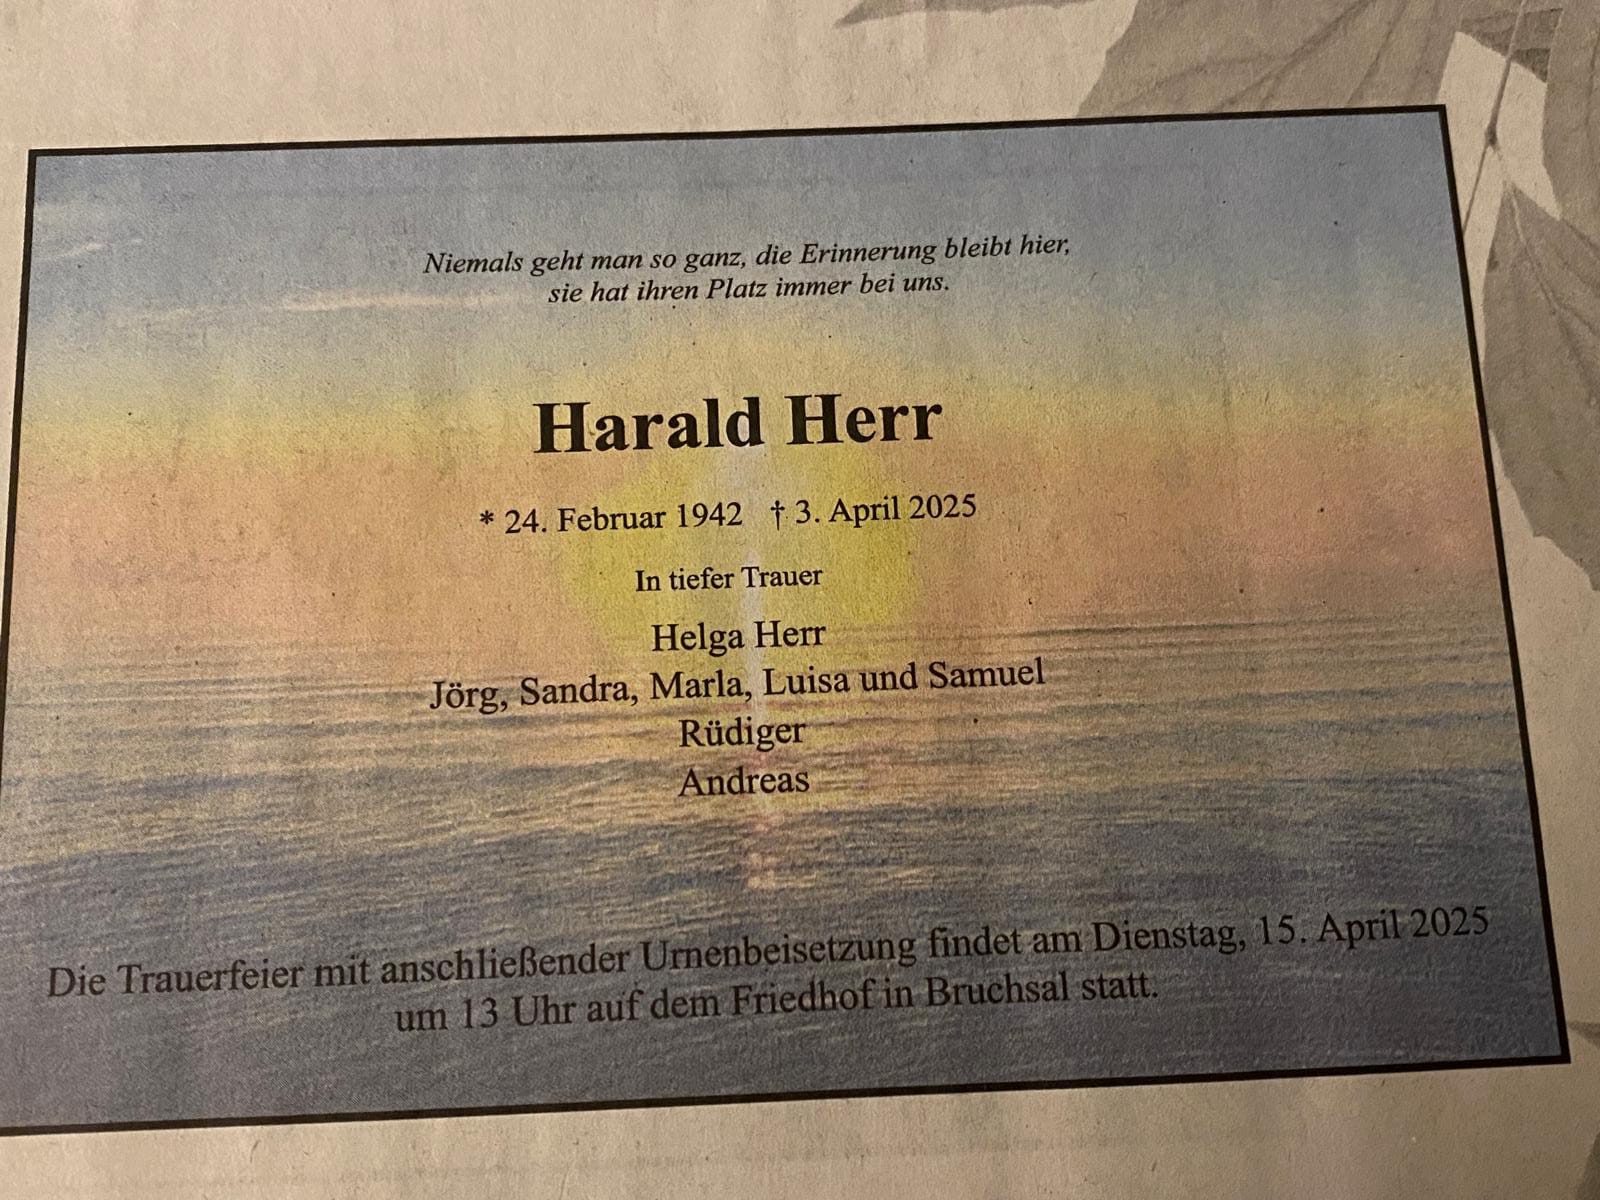 Niemals geht man so ganz, die Erinnerung bleibt hier,
sie hat ihren Platz immer bei uns.
Harald Herr
* 24. Februar 1942 † 3. April 2025
In tiefer Trauer
Helga Herr
Jörg, Sandra, Marla, Luisa und Samuel
Rüdiger
Andreas
Die Trauerfeier mit anschließender Urnenbeisetzung findet am Dienstag, 15. April 2025
um 13 Uhr auf dem Friedhof in Bruchsal statt.